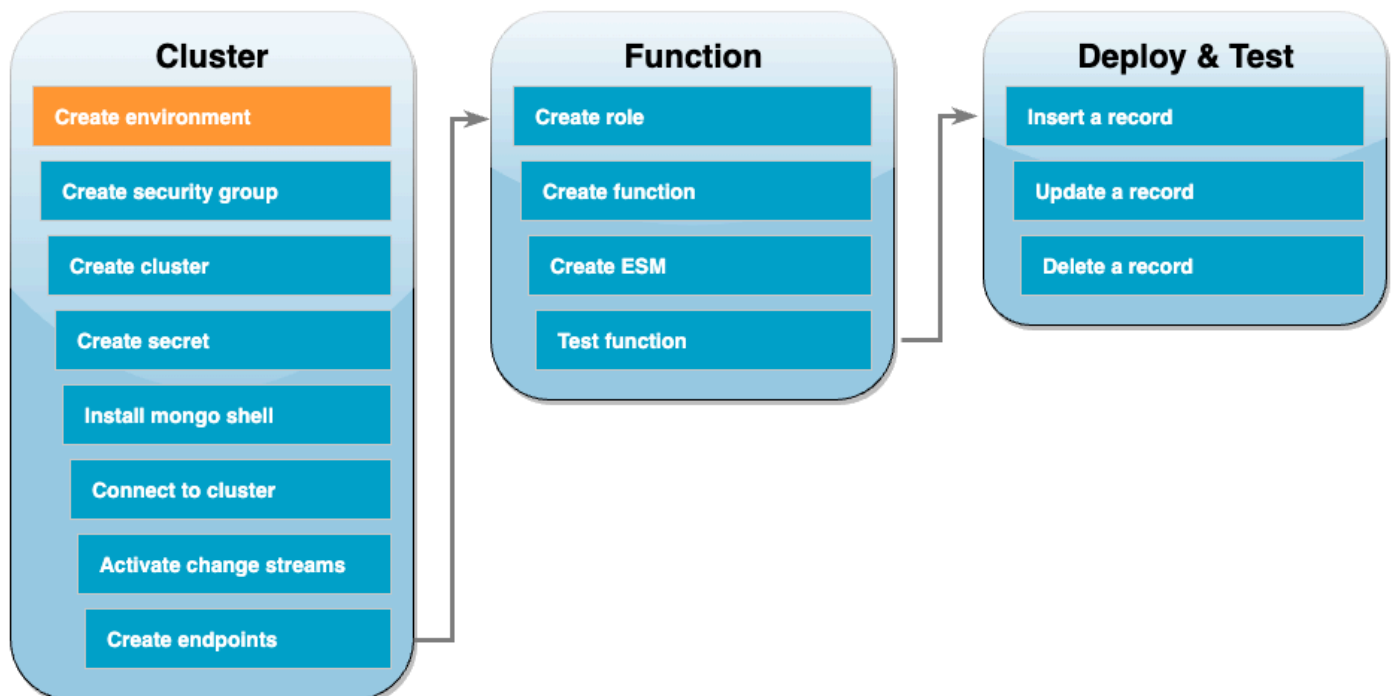 Cluster
Create environment
Create security group
Create cluster
Create secret
Install mongo shell
Connect to cluster
Activate change streams
Create endpoints
Function
Create role
Create function
Create ESM
Test function
Deploy & Test
Insert a record
Update a record
Delete a record